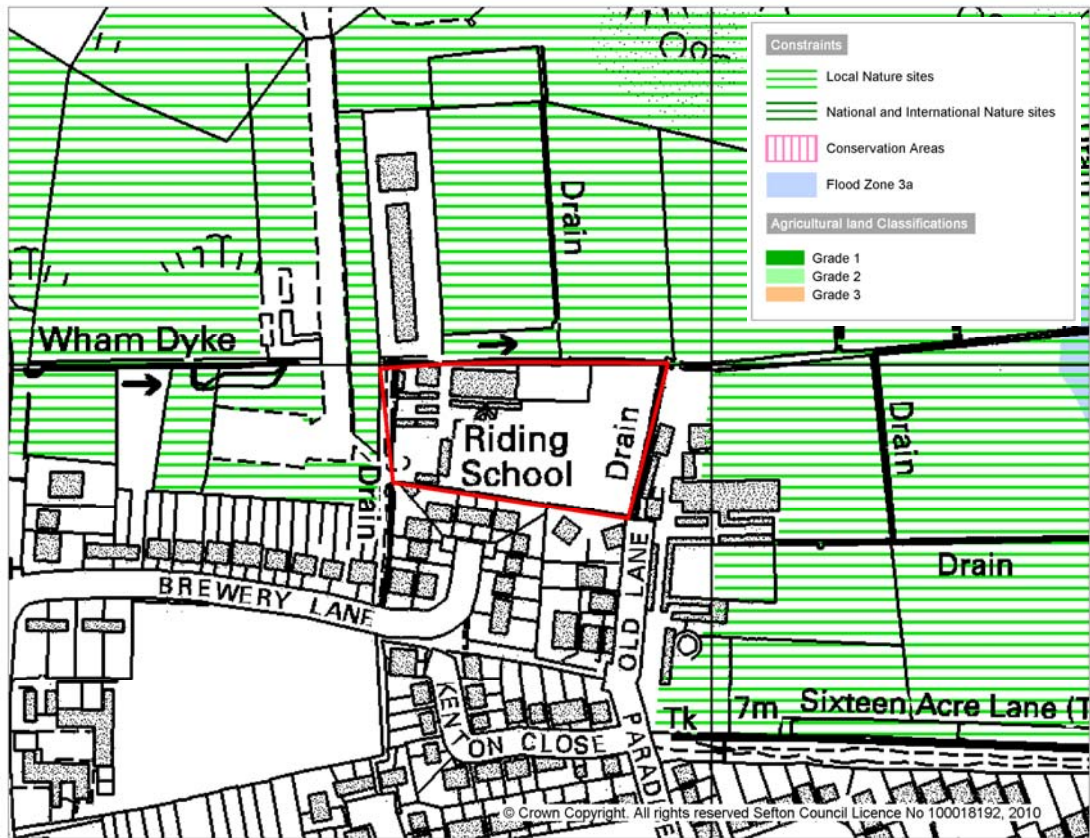 Constraints
Local Nature sites
National and International Nature sites
Conservation Areas
Flood Zone 3a
Agricultural land Classifications
Grade 1
Grade 2
Grade 3
Drain
Wham Dyke
Riding
School
Drain
Drain
Drain
Drain
BREWERY LANE
OLD LANE
KENTON CLOSE
Tk
7m
Sixteen Acre Lane (T
PARAD
© Crown Copyright. All rights reserved Sefton Council Licence No 100018192, 2010